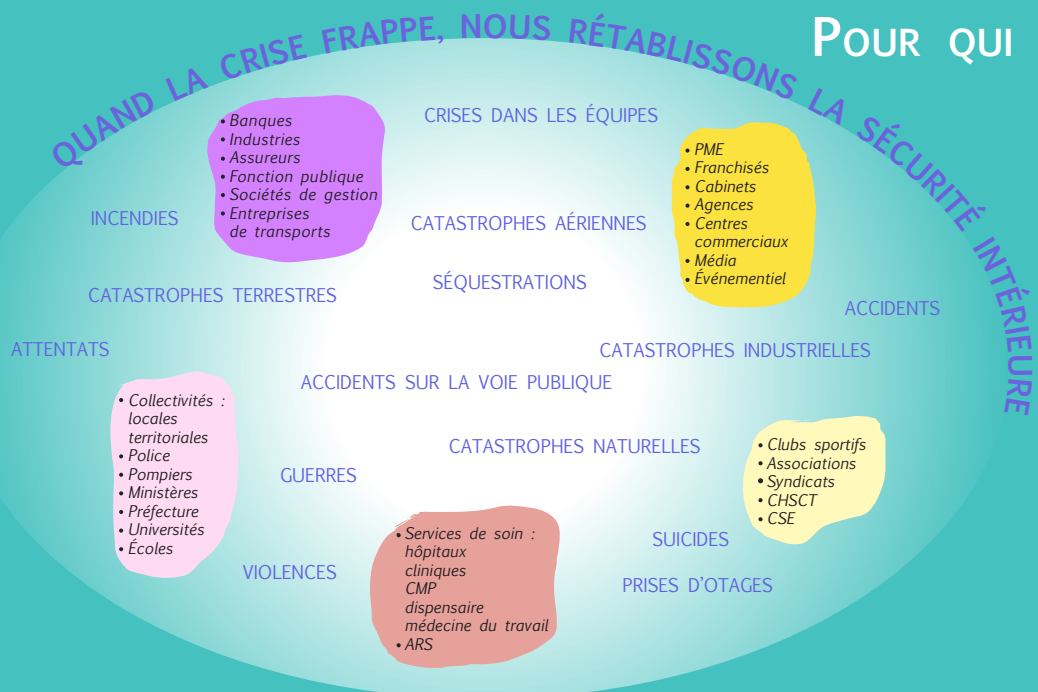 POUR QUI
QUAND LA CRISE FRAPPE, NOUS RÉTABLISSONS LA SÉCURITÉ INTÉRIEURE
• Banques
• Industries
• Assureurs
• Fonction publique
• Sociétés de gestion
• Entreprises
de transports
CRISES DANS LES ÉQUIPES
• PME
• Franchisés
• Cabinets
• Agences
• Centres
commerciaux
• Média
• Événementiel
INCENDIES
CATASTROPHES AÉRIENNES
SÉQUESTRATIONS
CATASTROPHES TERRESTRES
ACCIDENTS
ATTENTATS
CATASTROPHES INDUSTRIELLES
ACCIDENTS SUR LA VOIE PUBLIQUE
• Collectivités :
locales
territoriales
• Police
• Pompiers
• Ministères
• Préfecture
• Universités
• Écoles
CATASTROPHES NATURELLES
• Clubs sportifs
• Associations
• Syndicats
• CHSCT
• CSE
GUERRES
• Services de soin :
hôpitaux
cliniques
CMP
dispensaire
médecine du travail
• ARS
SUICIDES
VIOLENCES
PRISES D'OTAGES